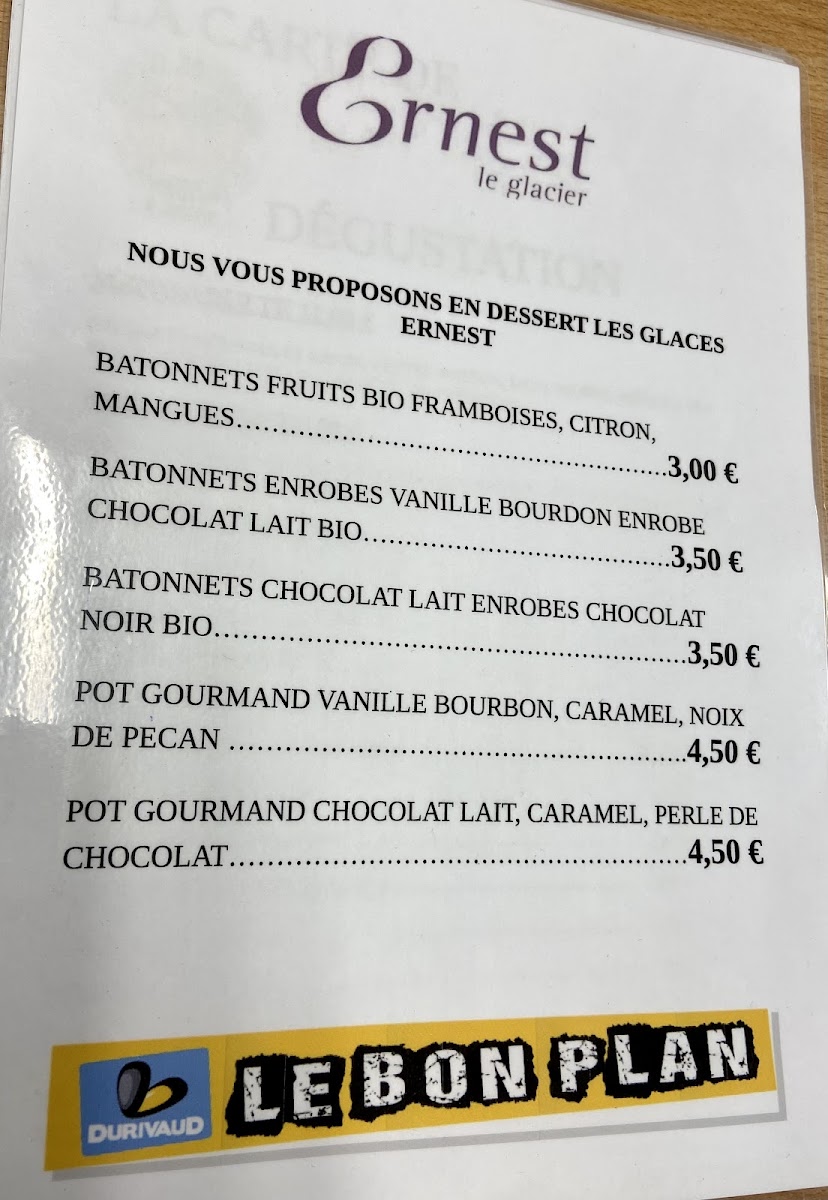 Ernest
le glacier
DÉGUSTATION
NOUS VOUS PROPOSONS EN DESSERT LES GLACES
ERNEST
BATONNETS FRUITS BIO FRAMBOISES, CITRON,
MANGUES................................................3,00 €
BATONNETS ENROBES VANILLE BOURDON ENROBE
CHOCOLAT LAIT BIO..................................3,50 €
BATONNETS CHOCOLAT LAIT ENROBES CHOCOLAT
NOIR BIO...................................................3,50 €
POT GOURMAND VANILLE BOURBON, CARAMEL, NOIX
DE PECAN .................................................4,50 €
POT GOURMAND CHOCOLAT LAIT, CARAMEL, PERLE DE
CHOCOLAT.................................................4,50 €
DURIVAUD
LE BON PLAN